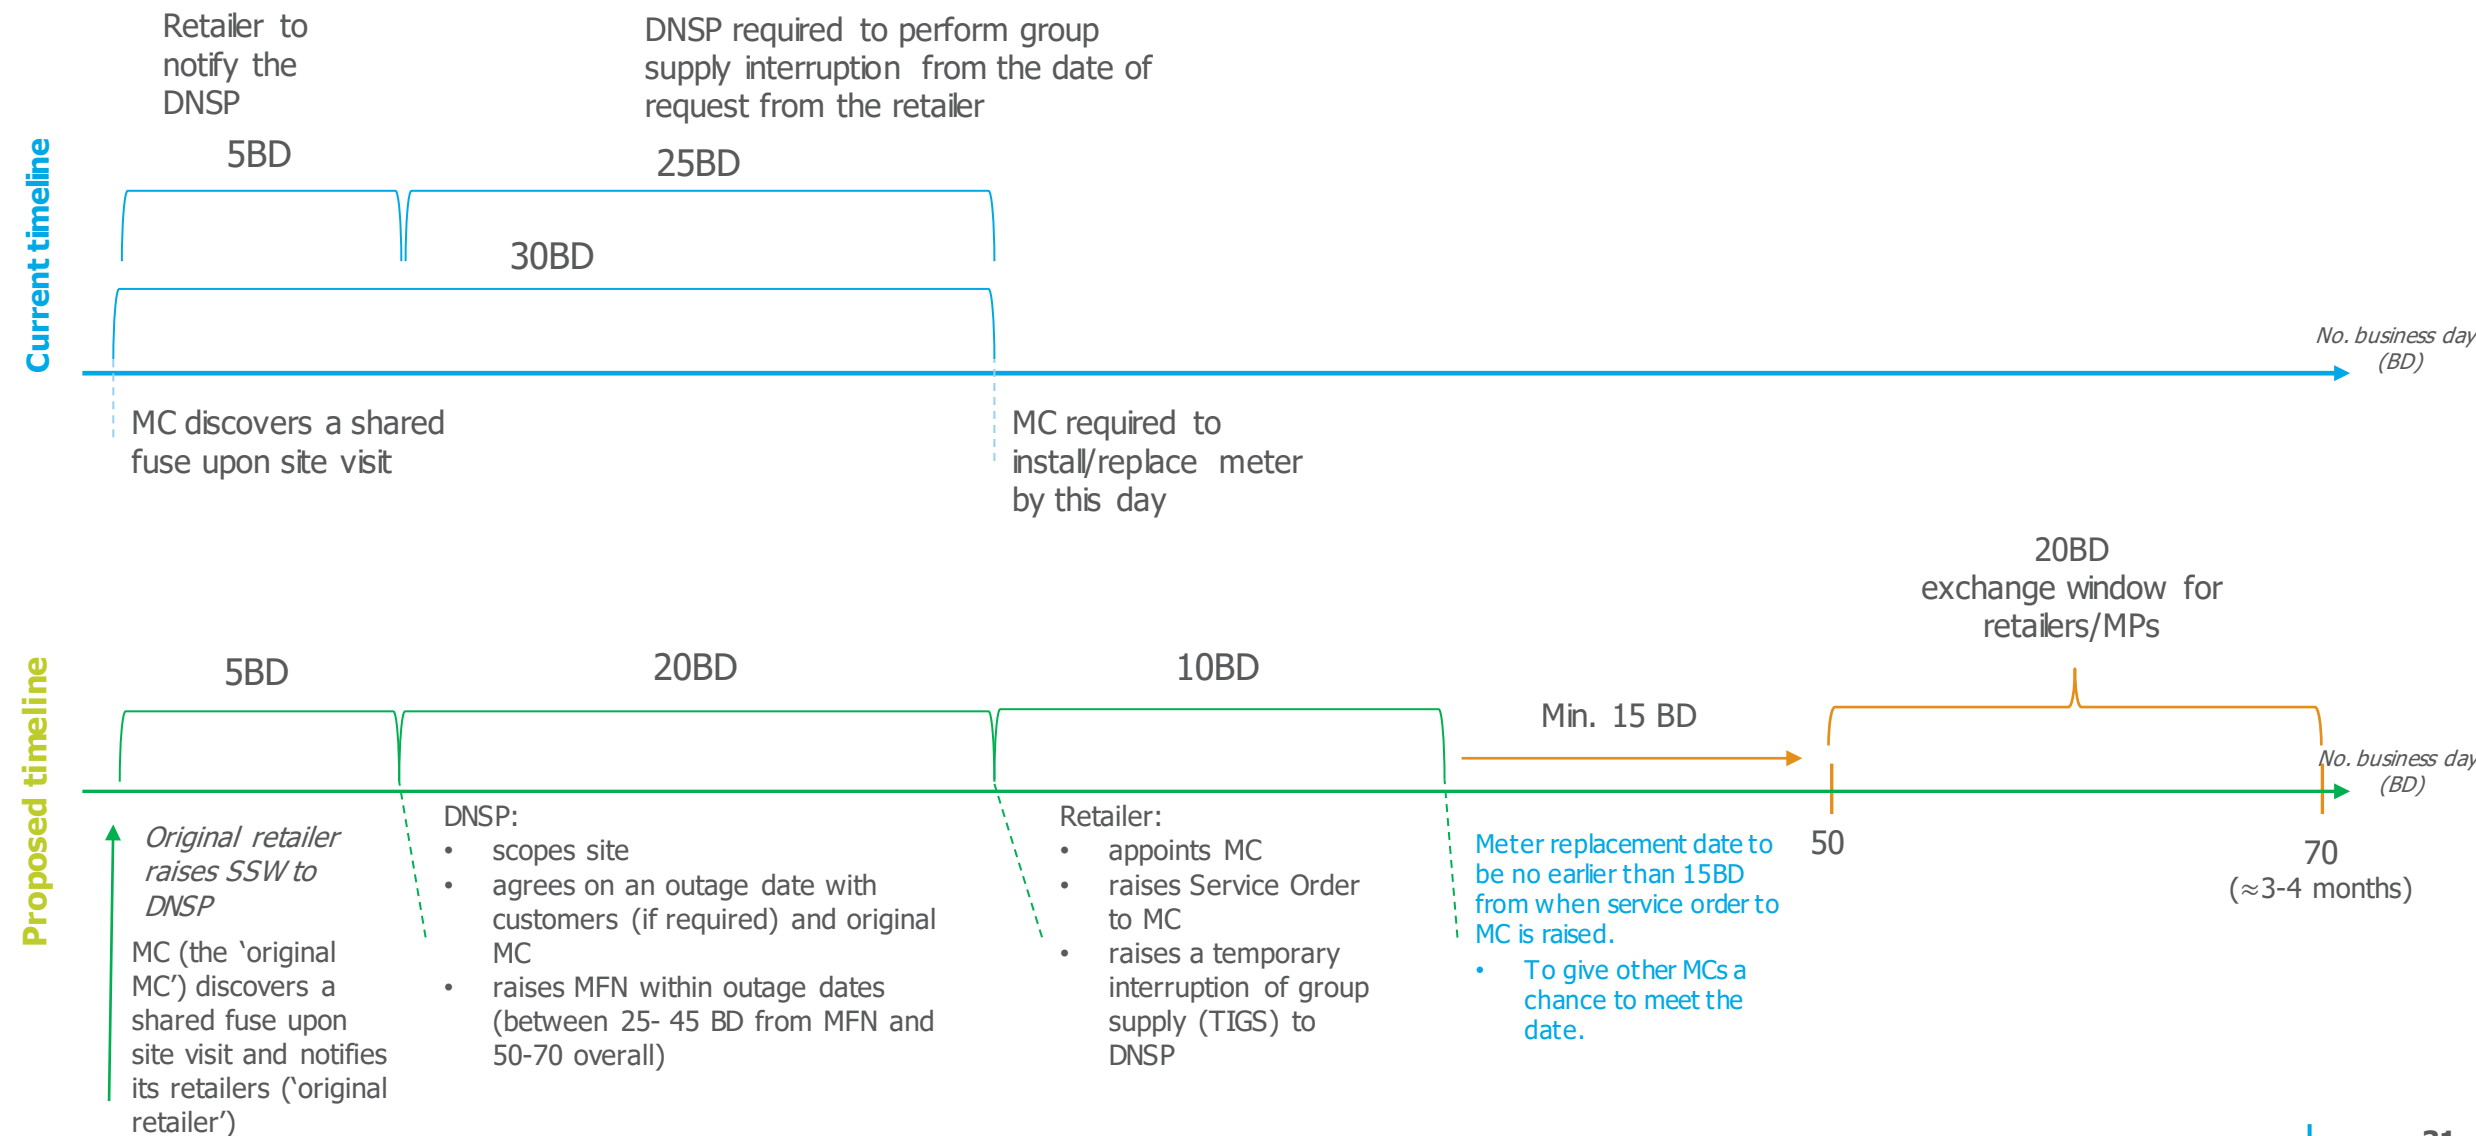 Current timeline
Retailer to
notify the
DNSP
5BD
DNSP required to perform group
supply interruption from the date of
request from the retailer
25BD
30BD
No. business day
(BD)
MC discovers a shared
fuse upon site visit
MC required to
install/replace meter
by this day
Proposed timeline
5BD
20BD
10BD
Min. 15 BD
20BD
exchange window for
retailers/MPs
No. business day
(BD)
Original retailer
raises SSW to
DNSP
MC (the ‘original
MC’) discovers a
shared fuse upon
site visit and notifies
its retailers (‘original
retailer’)
DNSP:
• scopes site
• agrees on an outage date with
customers (if required) and original
MC
• raises MFN within outage dates
(between 25- 45 BD from MFN and
50-70 overall)
Retailer:
• appoints MC
• raises Service Order
to MC
• raises a temporary
interruption of group
supply (TIGS) to
DNSP
Meter replacement date to
be no earlier than 15BD
from when service order to
MC is raised.
• To give other MCs a
chance to meet the
date.
50
70
(≈3-4 months)